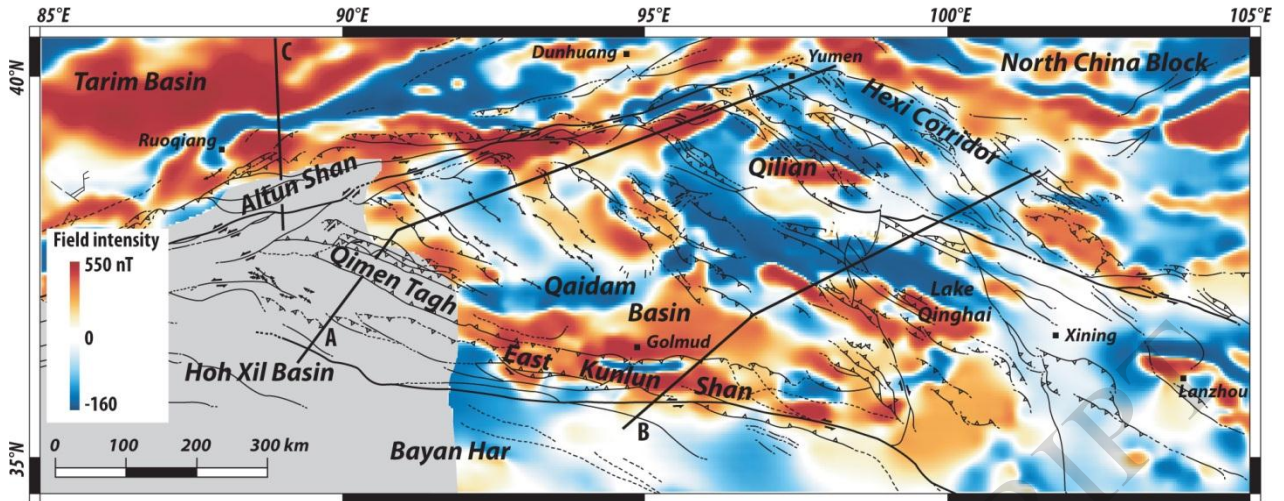 85°E 90°E 95°E 100°E 105°E
40°N
35°N
C
Dunhuang
Yumen
North China Block
Tarim Basin
Hexi Corridor
Ruoqiang
Qilian
Altun Shan
Field intensity
550 nT
0
-160
Qimen Tagh
Qaidam
Basin
Lake
Qinghai
Golmud
Xining
A
East Kunlun Shan
Hoh Xil Basin
Lanzhou
B
Bayan Har
0 100 200 300 km